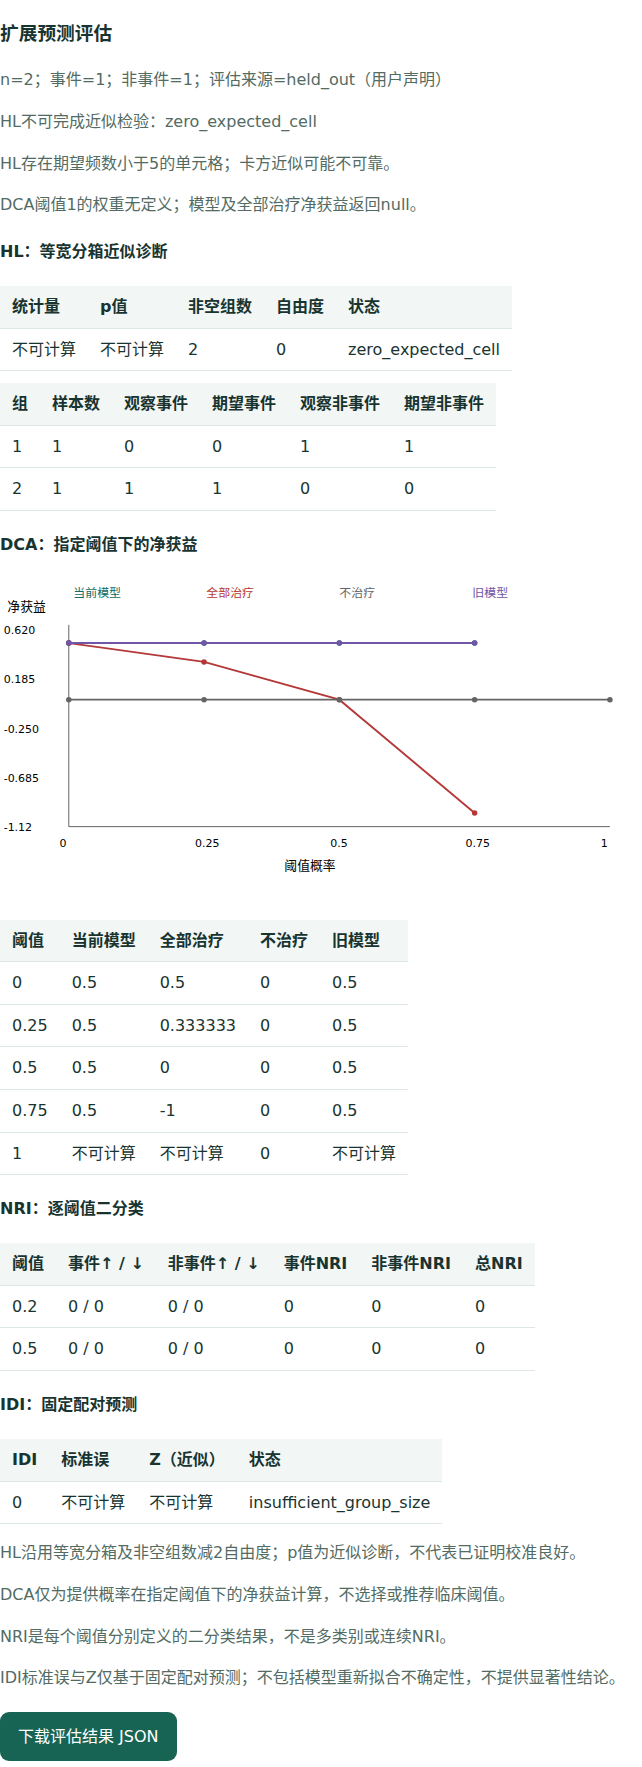 扩展预测评估
n=2；事件=1；非事件=1；评估来源=held_out（用户声明）
HL不可完成近似检验：zero_expected_cell
HL存在期望频数小于5的单元格；卡方近似可能不可靠。
DCA阈值1的权重无定义；模型及全部治疗净获益返回null。
HL：等宽分箱近似诊断
统计量 p值 非空组数 自由度 状态
不可计算 不可计算 2 0 zero_expected_cell
组 样本数 观察事件 期望事件 观察非事件 期望非事件
1 1 0 0 1 1
2 1 1 1 0 0
DCA：指定阈值下的净获益
当前模型 全部治疗 不治疗 旧模型
净获益
0.620
0.185
-0.250
-0.685
-1.12
0 0.25 0.5 0.75 1
阈值概率
阈值 当前模型 全部治疗 不治疗 旧模型
0 0.5 0.5 0 0.5
0.25 0.5 0.333333 0 0.5
0.5 0.5 0 0 0.5
0.75 0.5 -1 0 0.5
1 不可计算 不可计算 0 不可计算
NRI：逐阈值二分类
阈值 事件↑ / ↓ 非事件↑ / ↓ 事件NRI 非事件NRI 总NRI
0.2 0 / 0 0 / 0 0 0 0
0.5 0 / 0 0 / 0 0 0 0
IDI：固定配对预测
IDI 标准误 Z（近似） 状态
0 不可计算 不可计算 insufficient_group_size
HL沿用等宽分箱及非空组数减2自由度；p值为近似诊断，不代表已证明校准良好。
DCA仅为提供概率在指定阈值下的净获益计算，不选择或推荐临床阈值。
NRI是每个阈值分别定义的二分类结果，不是多类别或连续NRI。
IDI标准误与Z仅基于固定配对预测；不包括模型重新拟合不确定性，不提供显著性结论。
下载评估结果 JSON